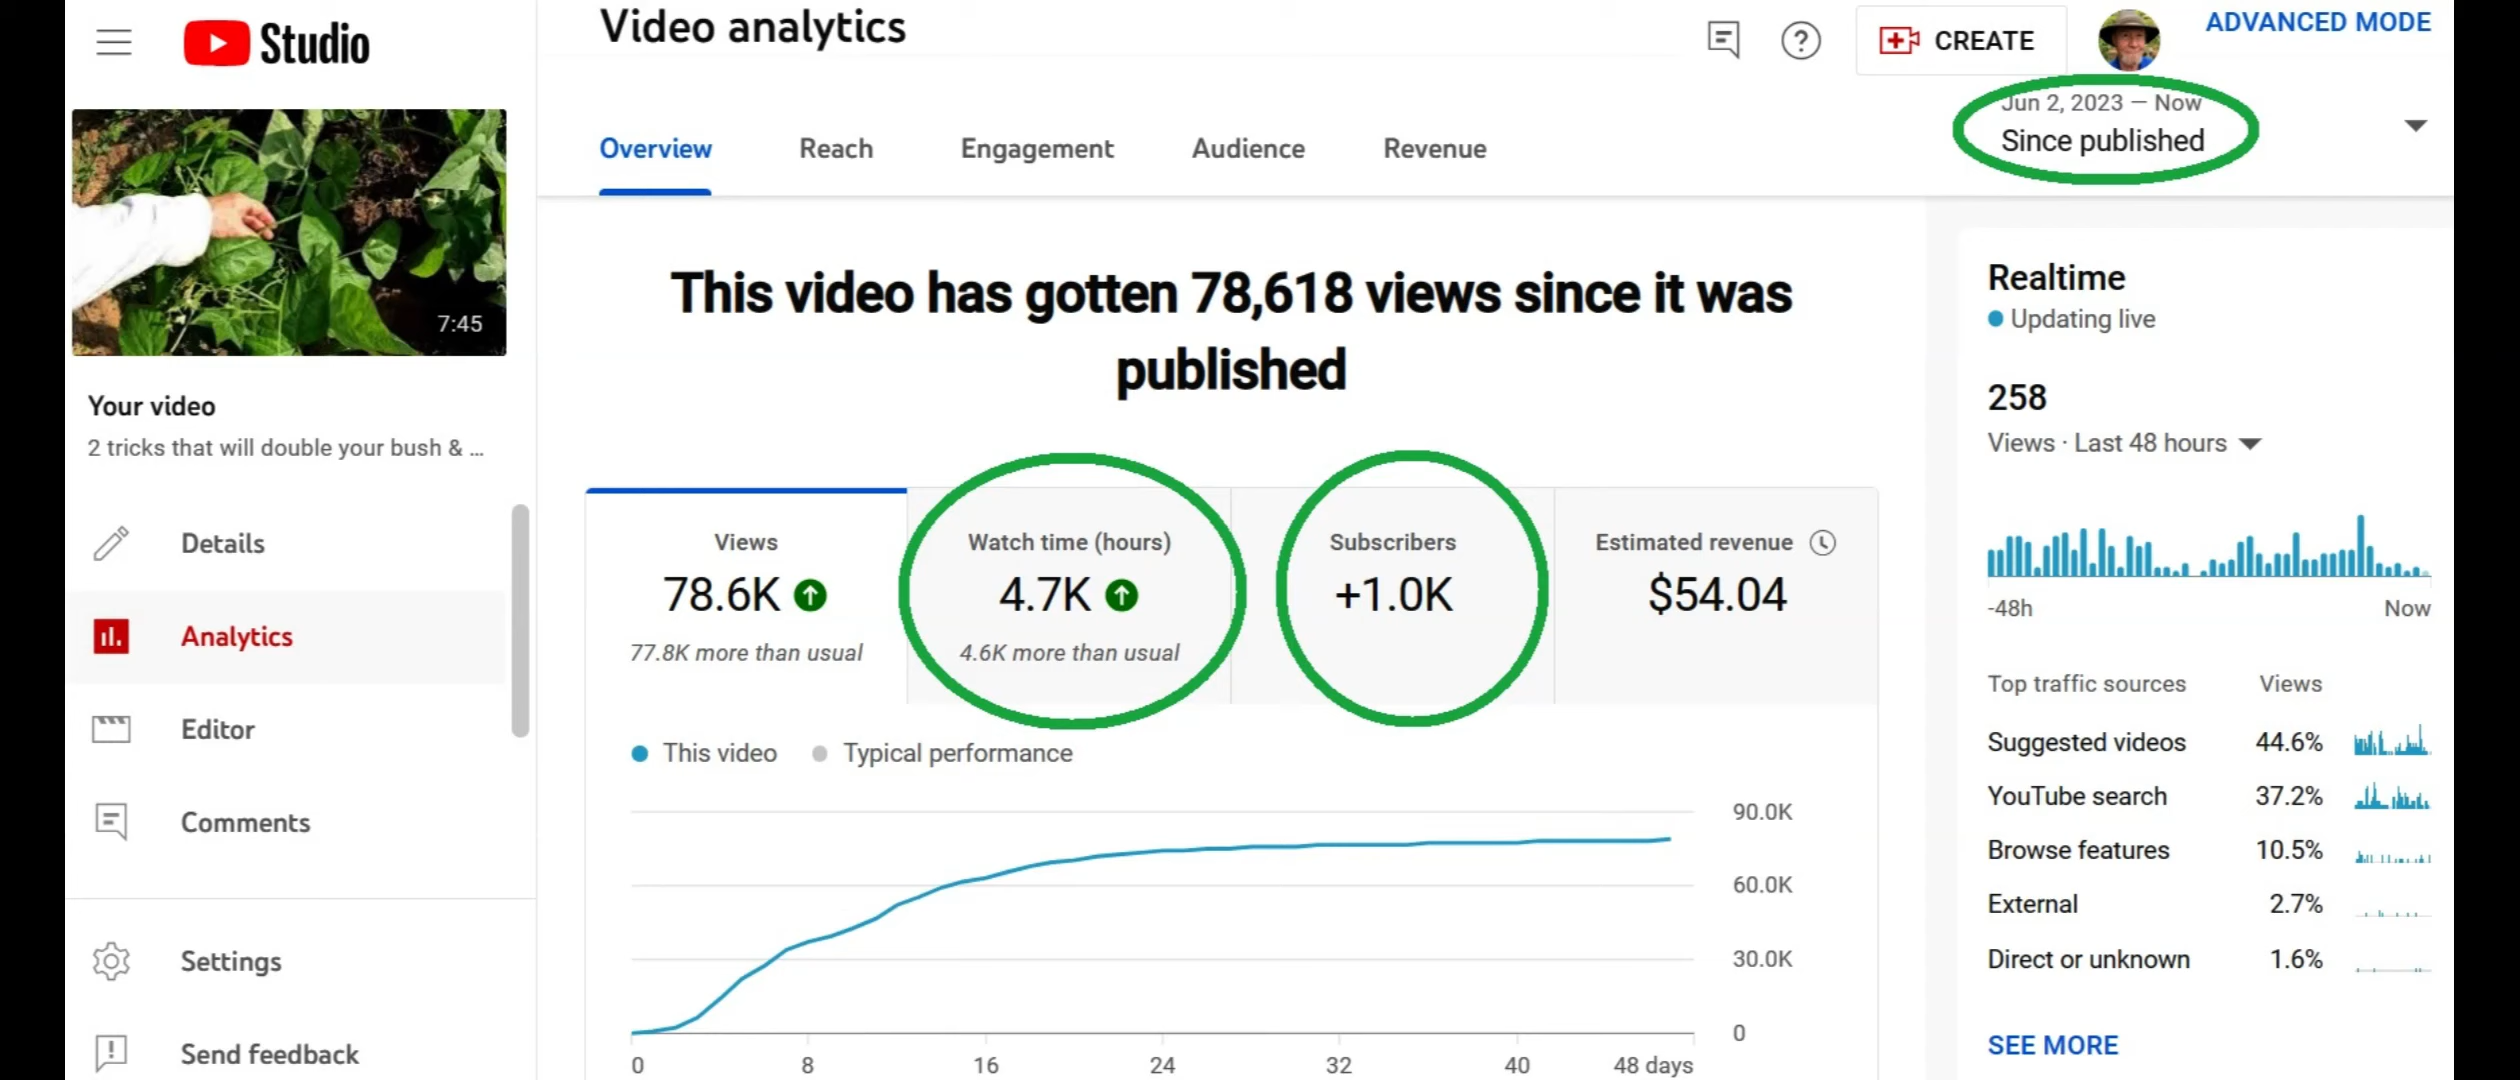 Studio
Video analytics
CREATE
ADVANCED MODE
Jun 2, 2023 – Now
Since published
Overview
Reach
Engagement
Audience
Revenue
7:45
Your video
2 tricks that will double your bush & ...
Details
Analytics
Editor
Comments
Settings
Send feedback
This video has gotten 78,618 views since it was
published
Views
78.6K
77.8K more than usual
Watch time (hours)
4.7K
4.6K more than usual
Subscribers
+1.0K
Estimated revenue
$54.04
This video
Typical performance
90.0K
60.0K
30.0K
0
0 8 16 24 32 40 48 days
Realtime
Updating live
258
Views · Last 48 hours
-48h Now
Top traffic sources Views
Suggested videos 44.6%
YouTube search 37.2%
Browse features 10.5%
External 2.7%
Direct or unknown 1.6%
SEE MORE